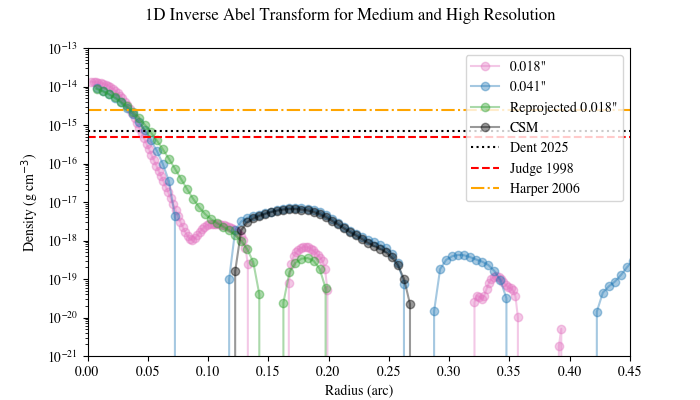 1D Inverse Abel Transform for Medium and High Resolution
Density (g cm⁻³)
10⁻¹³
10⁻¹⁴
10⁻¹⁵
10⁻¹⁶
10⁻¹⁷
10⁻¹⁸
10⁻¹⁹
10⁻²⁰
10⁻²¹
0.018"
0.041"
Reprojected 0.018"
CSM
Dent 2025
Judge 1998
Harper 2006
0.00 0.05 0.10 0.15 0.20 0.25 0.30 0.35 0.40 0.45
Radius (arc)